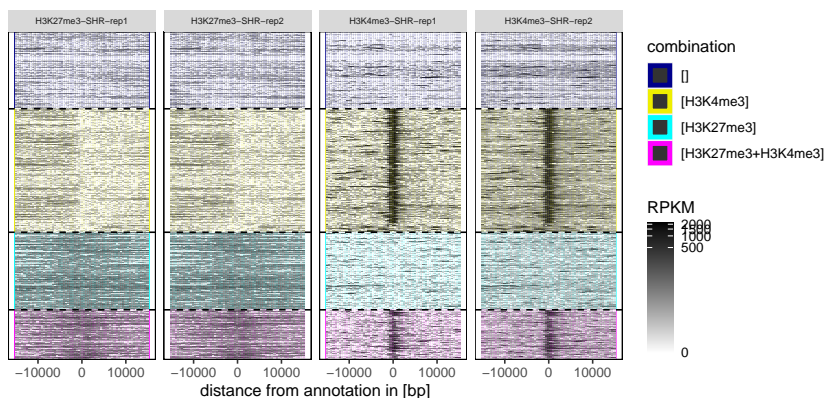 H3K27me3−SHR−rep1 H3K27me3−SHR−rep2 H3K4me3−SHR−rep1 H3K4me3−SHR−rep2
combination
[]
[H3K4me3]
[H3K27me3]
[H3K27me3+H3K4me3]
RPKM
2000
1500
1000
500
0
−10000 0 10000 −10000 0 10000 −10000 0 10000 −10000 0 10000
distance from annotation in [bp]